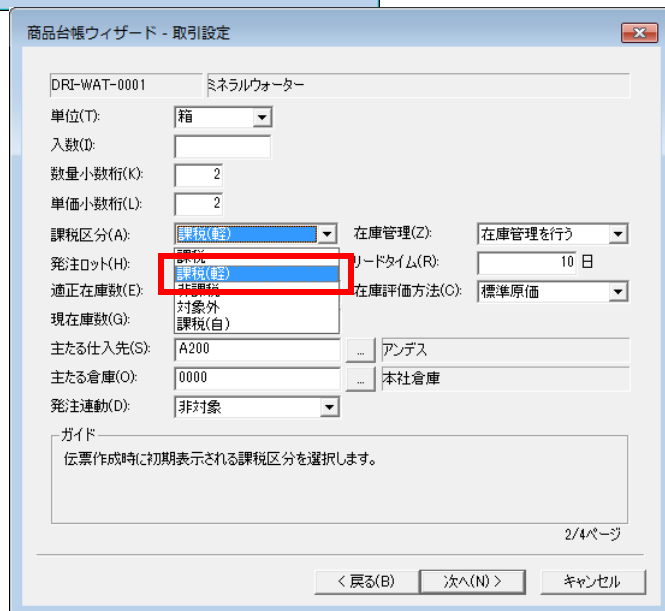 商品台帳ウィザード - 取引設定
DRI-WAT-0001 ミネラルウォーター
単位(T): 箱
入数(I):
数量小数桁(K): 2
単価小数桁(L): 2
課税区分(A): 課税(軽) 在庫管理(Z): 在庫管理を行う
課税
発注ロット(H): 課税(軽) リードタイム(R): 10 日
非課税
適正在庫数(E): 対象外 在庫評価方法(C): 標準原価
現在庫数(G): 課税(自)
主たる仕入先(S): A200 ... アンデス
主たる倉庫(O): 0000 ... 本社倉庫
発注連動(D): 非対象
ガイド
伝票作成時に初期表示される課税区分を選択します。
2/4ページ
< 戻る(B) 次へ(N) > キャンセル